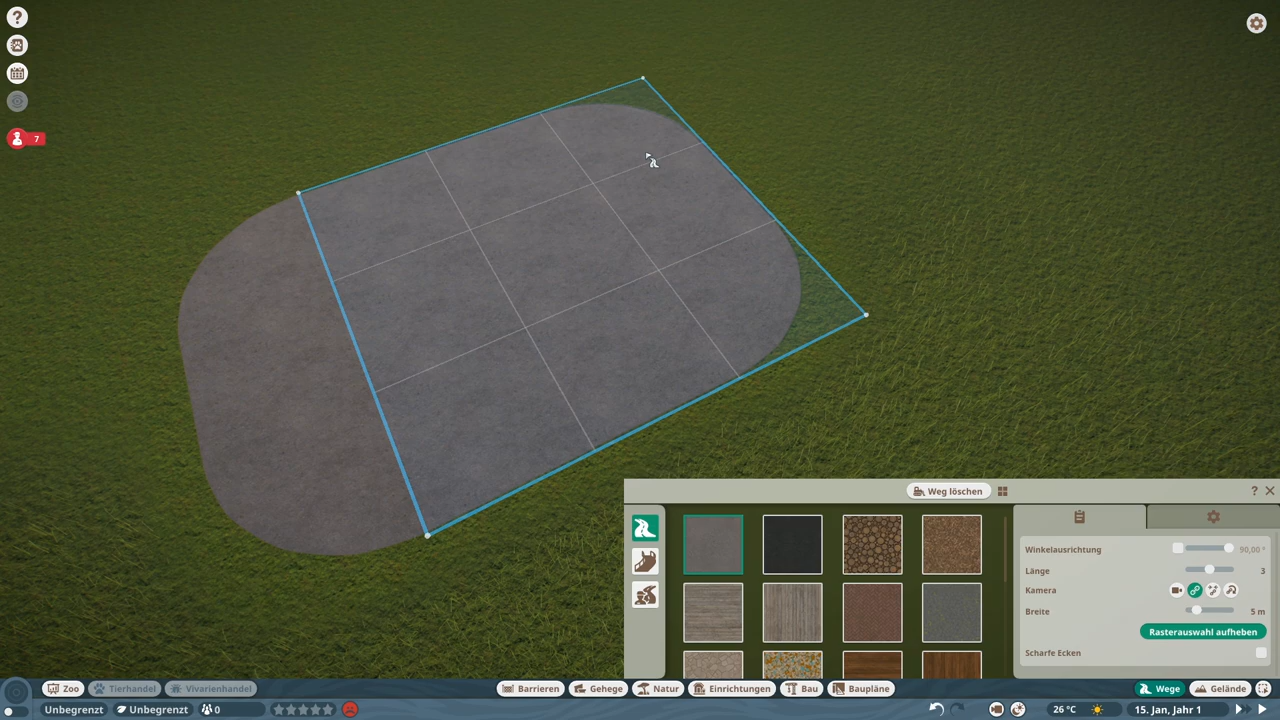 ?
7
Weg löschen
?
Winkelausrichtung 90,00 °
Länge 3
Kamera
Breite 5 m
Rasterauswahl aufheben
Scharfe Ecken
Zoo Tierhandel Vivarienhandel Barrieren Gehege Natur Einrichtungen Bau Baupläne Wege Gelände
Unbegrenzt Unbegrenzt 0 26 °C 15. Jan, Jahr 1